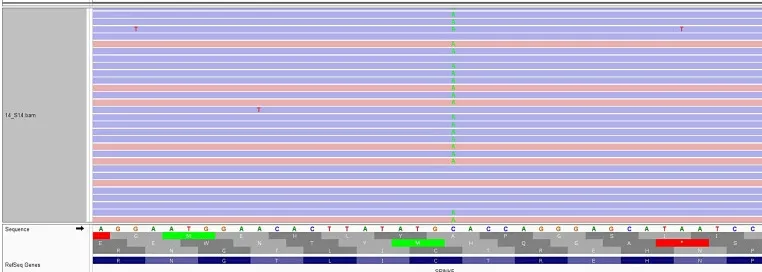 T T
T
14_S14.bam
Sequence A G G A A T G G A A C A C T T A T A T G C A C C A G G G A G C A T A A T C C
G M E H L Y A P G S I I
E E W N T Y M H Q G A * S
R N G T L I C T R E H N P
RefSeq Genes R N G T L I C T R E H N P